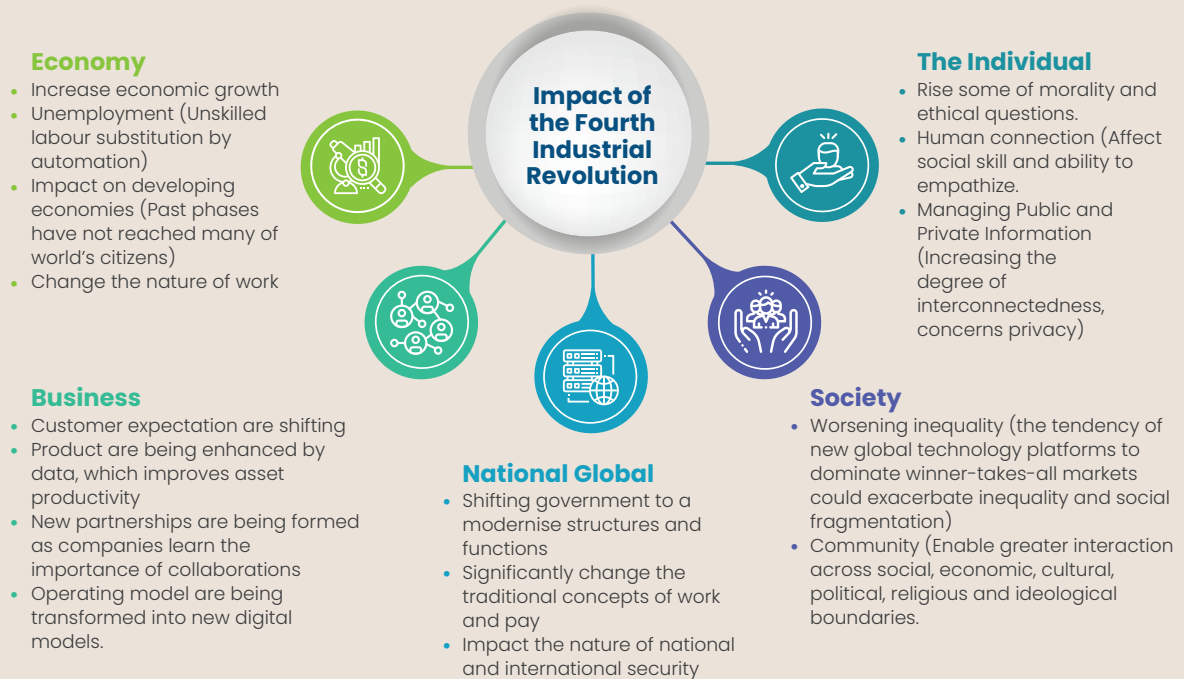 Impact of
the Fourth
Industrial
Revolution
Economy
• Increase economic growth
• Unemployment (Unskilled
labour substitution by
automation)
• Impact on developing
economies (Past phases
have not reached many of
world's citizens)
• Change the nature of work
Business
• Customer expectation are shifting
• Product are being enhanced by
data, which improves asset
productivity
• New partnerships are being formed
as companies learn the
importance of collaborations
• Operating model are being
transformed into new digital
models.
National Global
• Shifting government to a
modernise structures and
functions
• Significantly change the
traditional concepts of work
and pay
• Impact the nature of national
and international security
Society
• Worsening inequality (the tendency of
new global technology platforms to
dominate winner-takes-all markets
could exacerbate inequality and social
fragmentation)
• Community (Enable greater interaction
across social, economic, cultural,
political, religious and ideological
boundaries.
The Individual
• Rise some of morality and
ethical questions.
• Human connection (Affect
social skill and ability to
empathize.
• Managing Public and
Private Information
(Increasing the
degree of
interconnectedness,
concerns privacy)